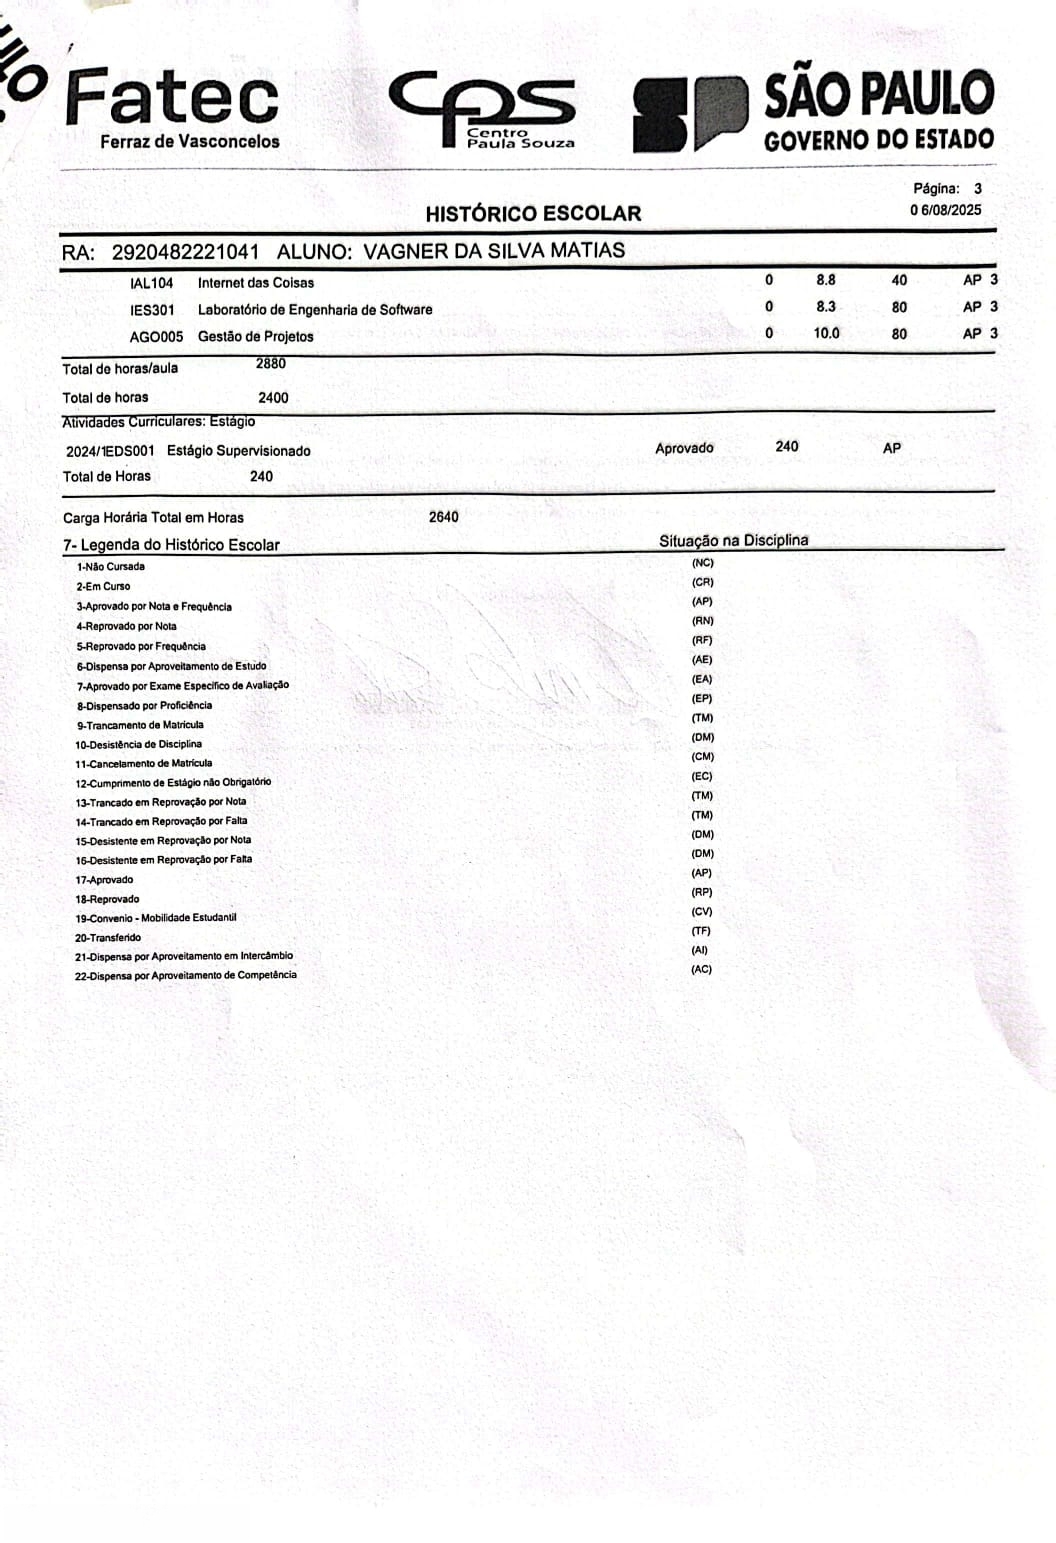 Fatec
Ferraz de Vasconcelos
CPS
Centro
Paula Souza
SÃO PAULO
GOVERNO DO ESTADO
Página: 3
HISTÓRICO ESCOLAR
0 6/08/2025
RA: 2920482221041 ALUNO: VAGNER DA SILVA MATIAS
IAL104 Internet das Coisas 0 8.8 40 AP 3
IES301 Laboratório de Engenharia de Software 0 8.3 80 AP 3
AGO005 Gestão de Projetos 0 10.0 80 AP 3
Total de horas/aula 2880
Total de horas 2400
Atividades Curriculares: Estágio
2024/1EDS001 Estágio Supervisionado Aprovado 240 AP
Total de Horas 240
Carga Horária Total em Horas 2640
7- Legenda do Histórico Escolar Situação na Disciplina
1-Não Cursada (NC)
2-Em Curso (CR)
3-Aprovado por Nota e Frequência (AP)
4-Reprovado por Nota (RN)
5-Reprovado por Frequência (RF)
6-Dispensa por Aproveitamento de Estudo (AE)
7-Aprovado por Exame Específico de Avaliação (EA)
8-Dispensado por Proficiência (EP)
9-Trancamento de Matrícula (TM)
10-Desistência de Disciplina (DM)
11-Cancelamento de Matrícula (CM)
12-Cumprimento de Estágio não Obrigatório (EC)
13-Trancado em Reprovação por Nota (TM)
14-Trancado em Reprovação por Falta (TM)
15-Desistente em Reprovação por Nota (DM)
16-Desistente em Reprovação por Falta (DM)
17-Aprovado (AP)
18-Reprovado (RP)
19-Convenio - Mobilidade Estudantil (CV)
20-Transferido (TF)
21-Dispensa por Aproveitamento em Intercâmbio (AI)
22-Dispensa por Aproveitamento de Competência (AC)